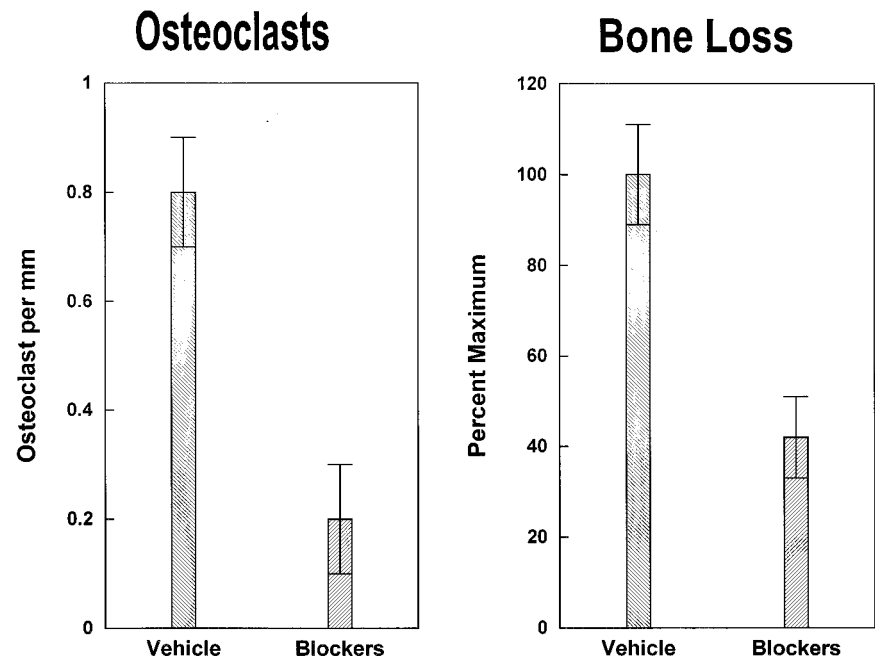 Osteoclasts
1
0.8
0.6
0.4
0.2
0
Osteoclast per mm
Vehicle
Blockers
Bone Loss
120
100
80
60
40
20
0
Percent Maximum
Vehicle
Blockers